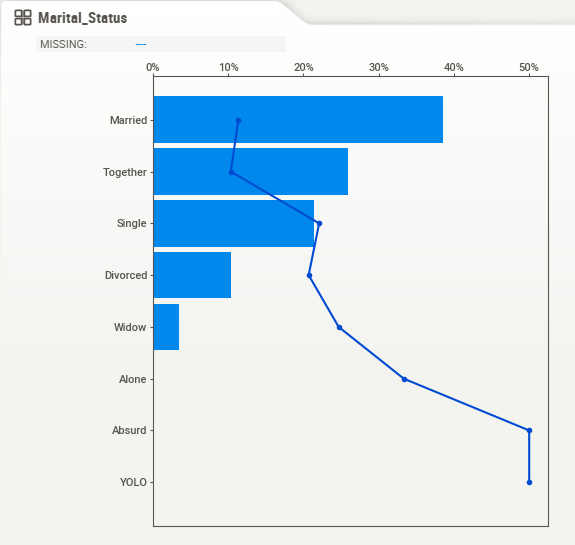 Marital_Status
MISSING: ---
0% 10% 20% 30% 40% 50%
Married
Together
Single
Divorced
Widow
Alone
Absurd
YOLO